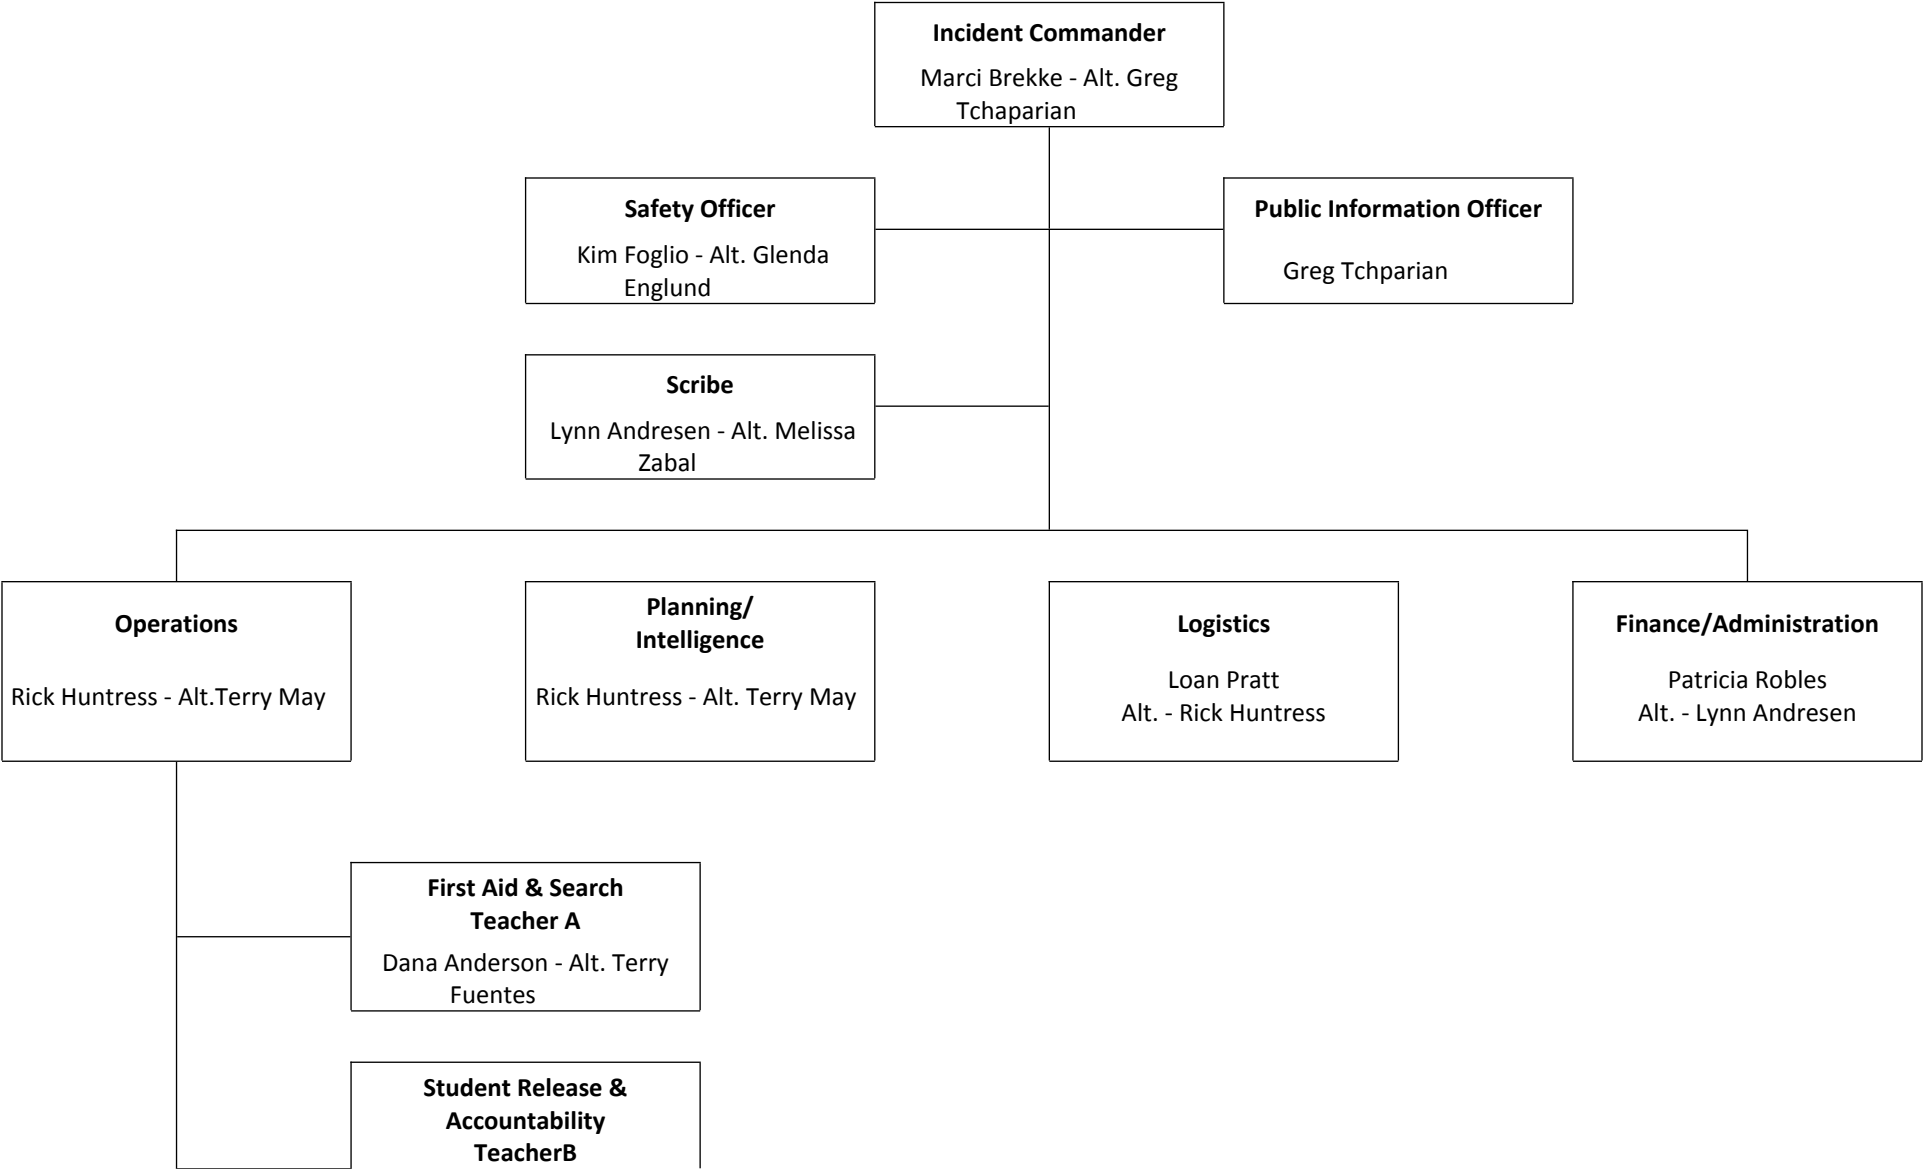 Incident Commander
Marci Brekke - Alt. Greg
Tchaparian
Safety Officer
Kim Foglio - Alt. Glenda
Englund
Public Information Officer
Greg Tchparian
Scribe
Lynn Andresen - Alt. Melissa
Zabal
Operations
Rick Huntress - Alt.Terry May
Planning/
Intelligence
Rick Huntress - Alt. Terry May
Logistics
Loan Pratt
Alt. - Rick Huntress
Finance/Administration
Patricia Robles
Alt. - Lynn Andresen
First Aid & Search
Teacher A
Dana Anderson - Alt. Terry
Fuentes
Student Release &
Accountability
TeacherB